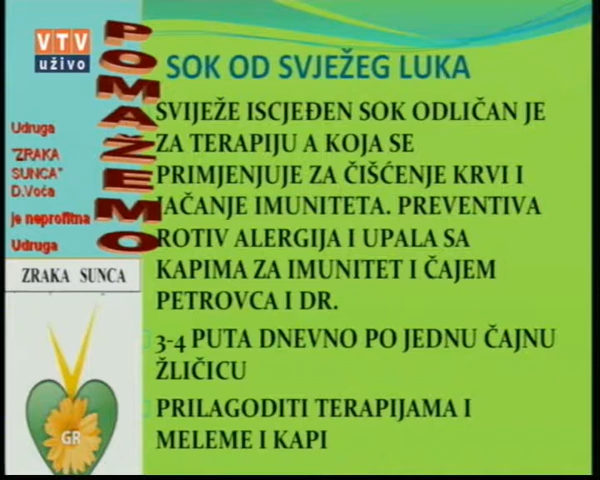 VTV
uživo
POMAŽEMO
Udruga
"ZRAKA
SUNCA"
D.Voća
je neprofitna
Udruga
ZRAKA SUNCA
GR
SOK OD SVJEŽEG LUKA
SVIJEŽE ISCJEĐEN SOK ODLIČAN JE
ZA TERAPIJU A KOJA SE
PRIMJENJUJE ZA ČIŠĆENJE KRVI I
JAČANJE IMUNITETA. PREVENTIVA
ROTIV ALERGIJA I UPALA SA
KAPIMA ZA IMUNITET I ČAJEM
PETROVCA I DR.
3-4 PUTA DNEVNO PO JEDNU ČAJNU
ŽLIČICU
PRILAGODITI TERAPIJAMA I
MELEME I KAPI